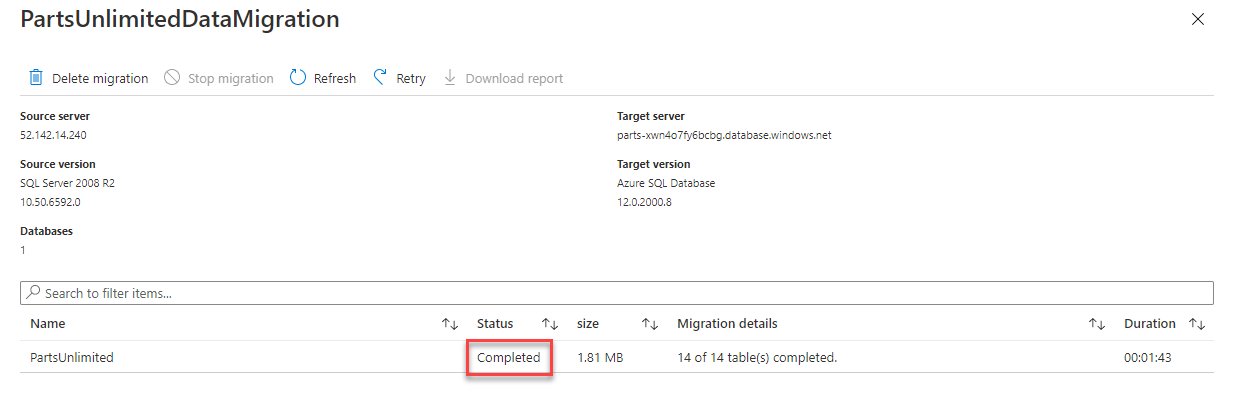 PartsUnlimitedDataMigration
Delete migration Stop migration Refresh Retry Download report
Source server Target server
52.142.14.240 parts-xwn4o7fy6bcbg.database.windows.net
Source version Target version
SQL Server 2008 R2 Azure SQL Database
10.50.6592.0 12.0.2000.8
Databases
1
Search to filter items...
Name Status size Migration details Duration
PartsUnlimited Completed 1.81 MB 14 of 14 table(s) completed. 00:01:43